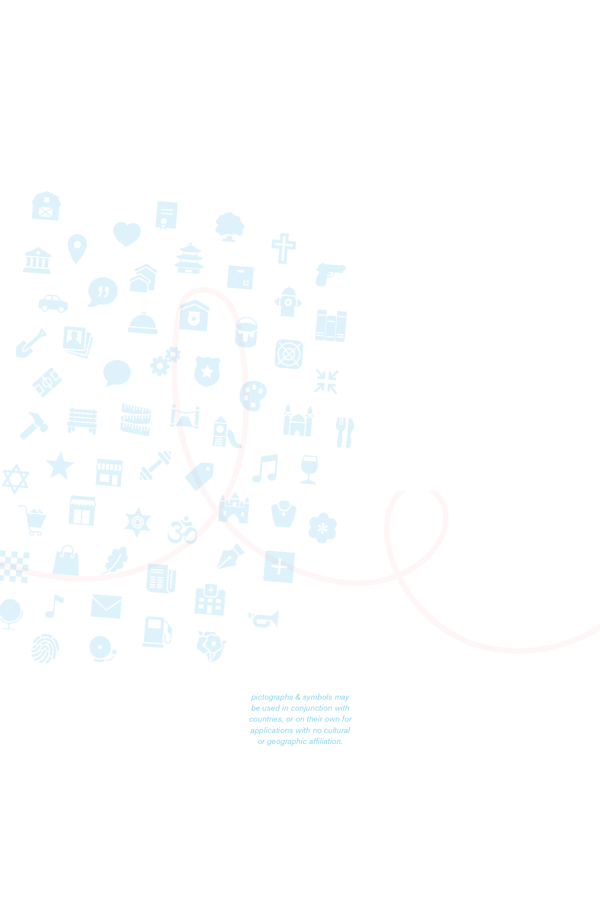 pictographs & symbols may
be used in conjunction with
countries, or on their own for
applications with no cultural
or geographic affiliation.